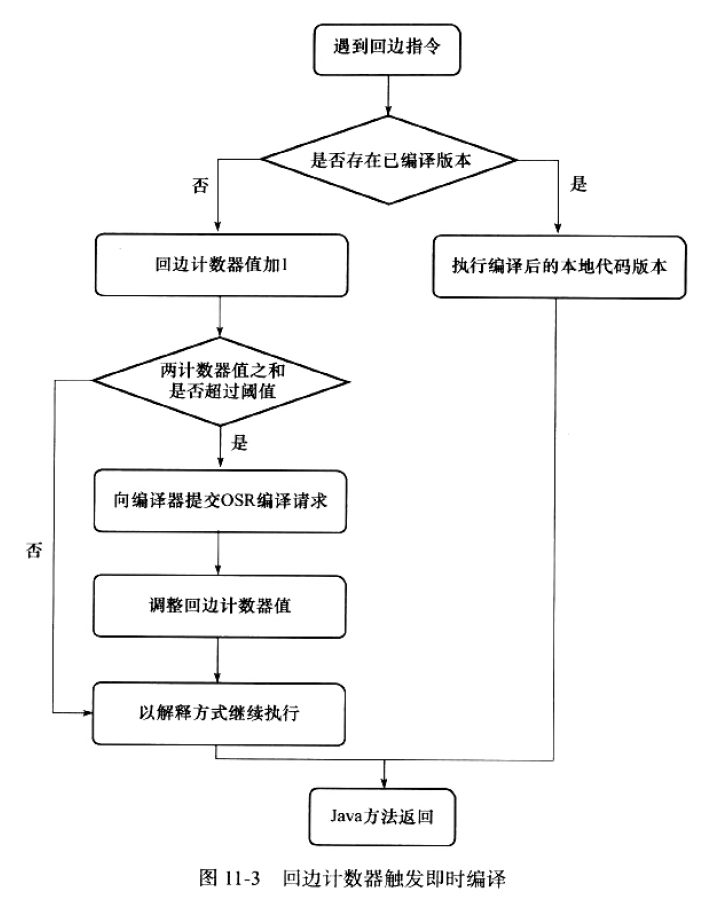 遇到回边指令
是否存在已编译版本
否
是
回边计数器值加1
执行编译后的本地代码版本
两计数器值之和
是否超过阈值
是
向编译器提交OSR编译请求
否
调整回边计数器值
以解释方式继续执行
Java方法返回
图 11-3 回边计数器触发即时编译